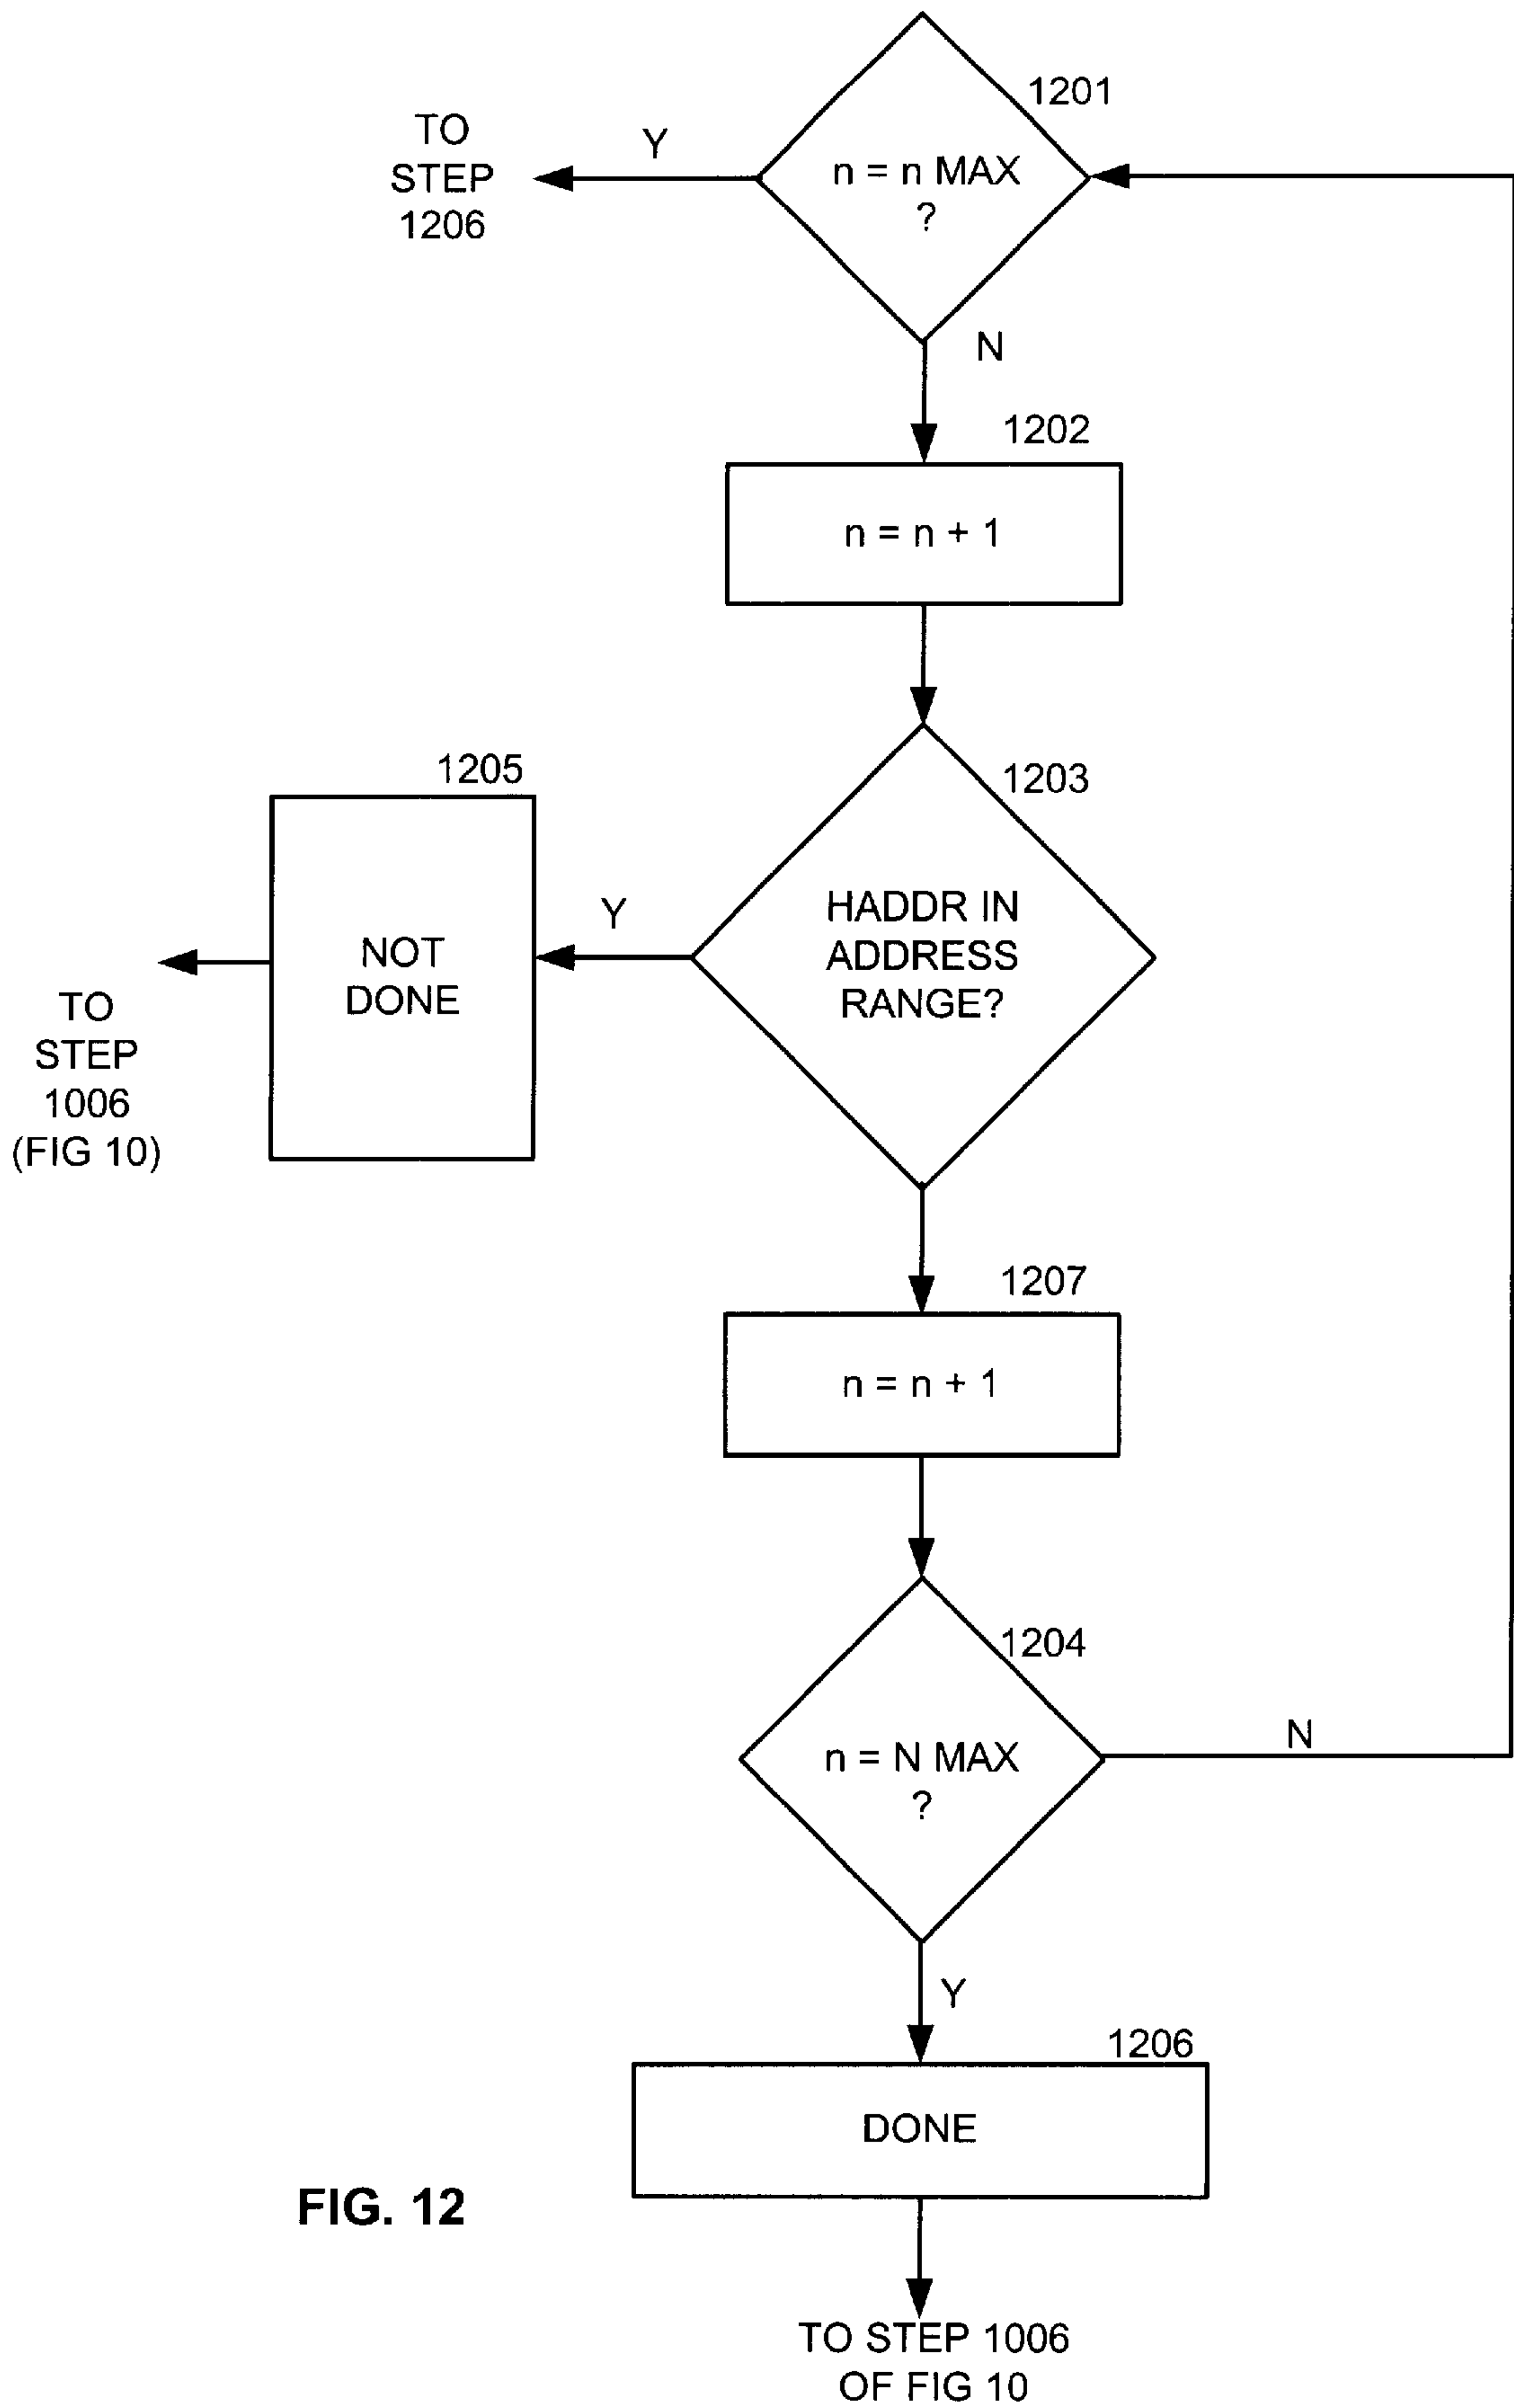 1201
TO
STEP
1206
Y
n = n MAX
?
N
1202
n = n + 1
1203
HADDR IN
ADDRESS
RANGE?
Y
1205
NOT
DONE
TO
STEP
1006
(FIG 10)
1207
n = n + 1
1204
n = N MAX
?
N
Y
1206
DONE
FIG. 12
TO STEP 1006
OF FIG 10